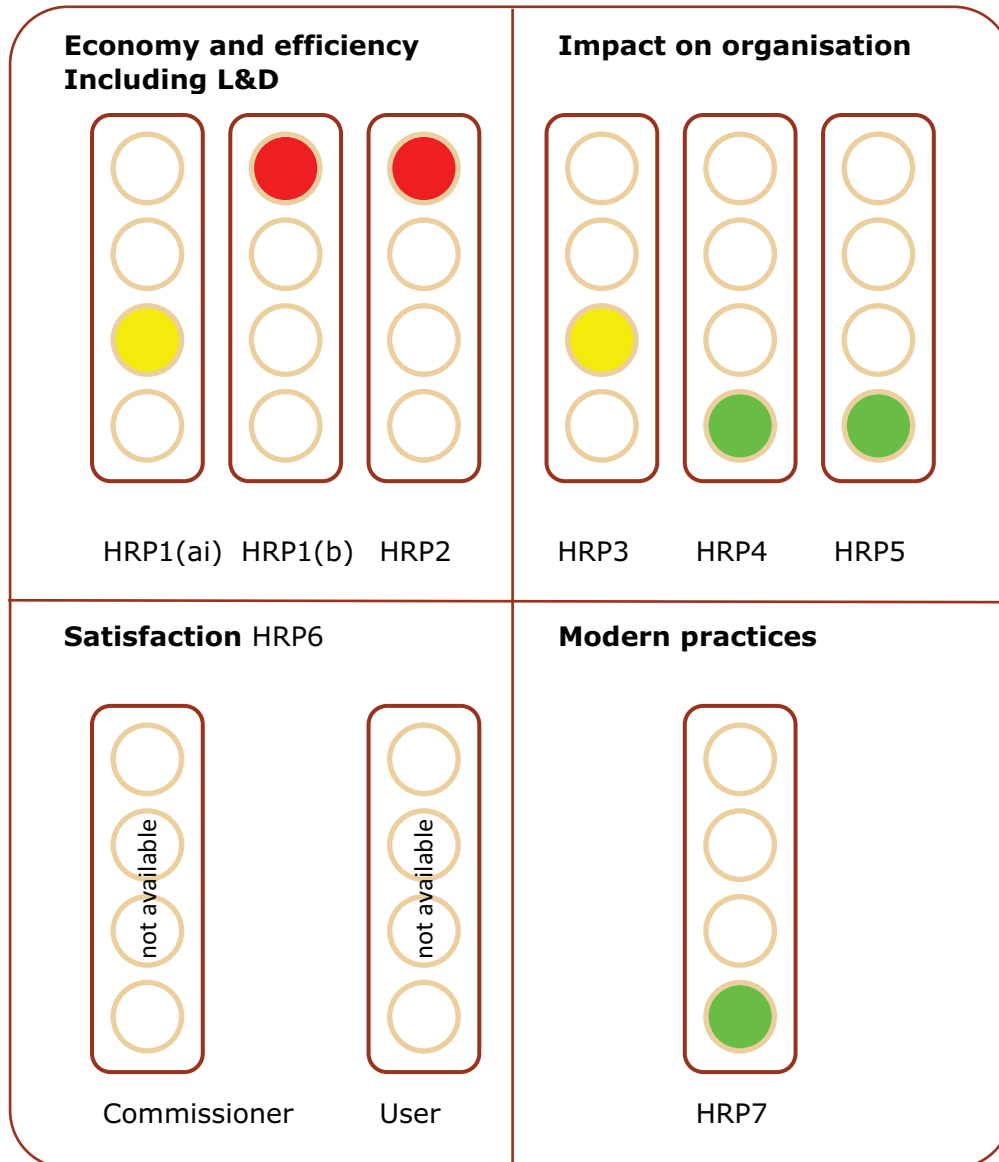 Economy and efficiency
Including L&D
HRP1(ai) HRP1(b) HRP2
Impact on organisation
HRP3 HRP4 HRP5
Satisfaction HRP6
not available
not available
Commissioner User
Modern practices
HRP7